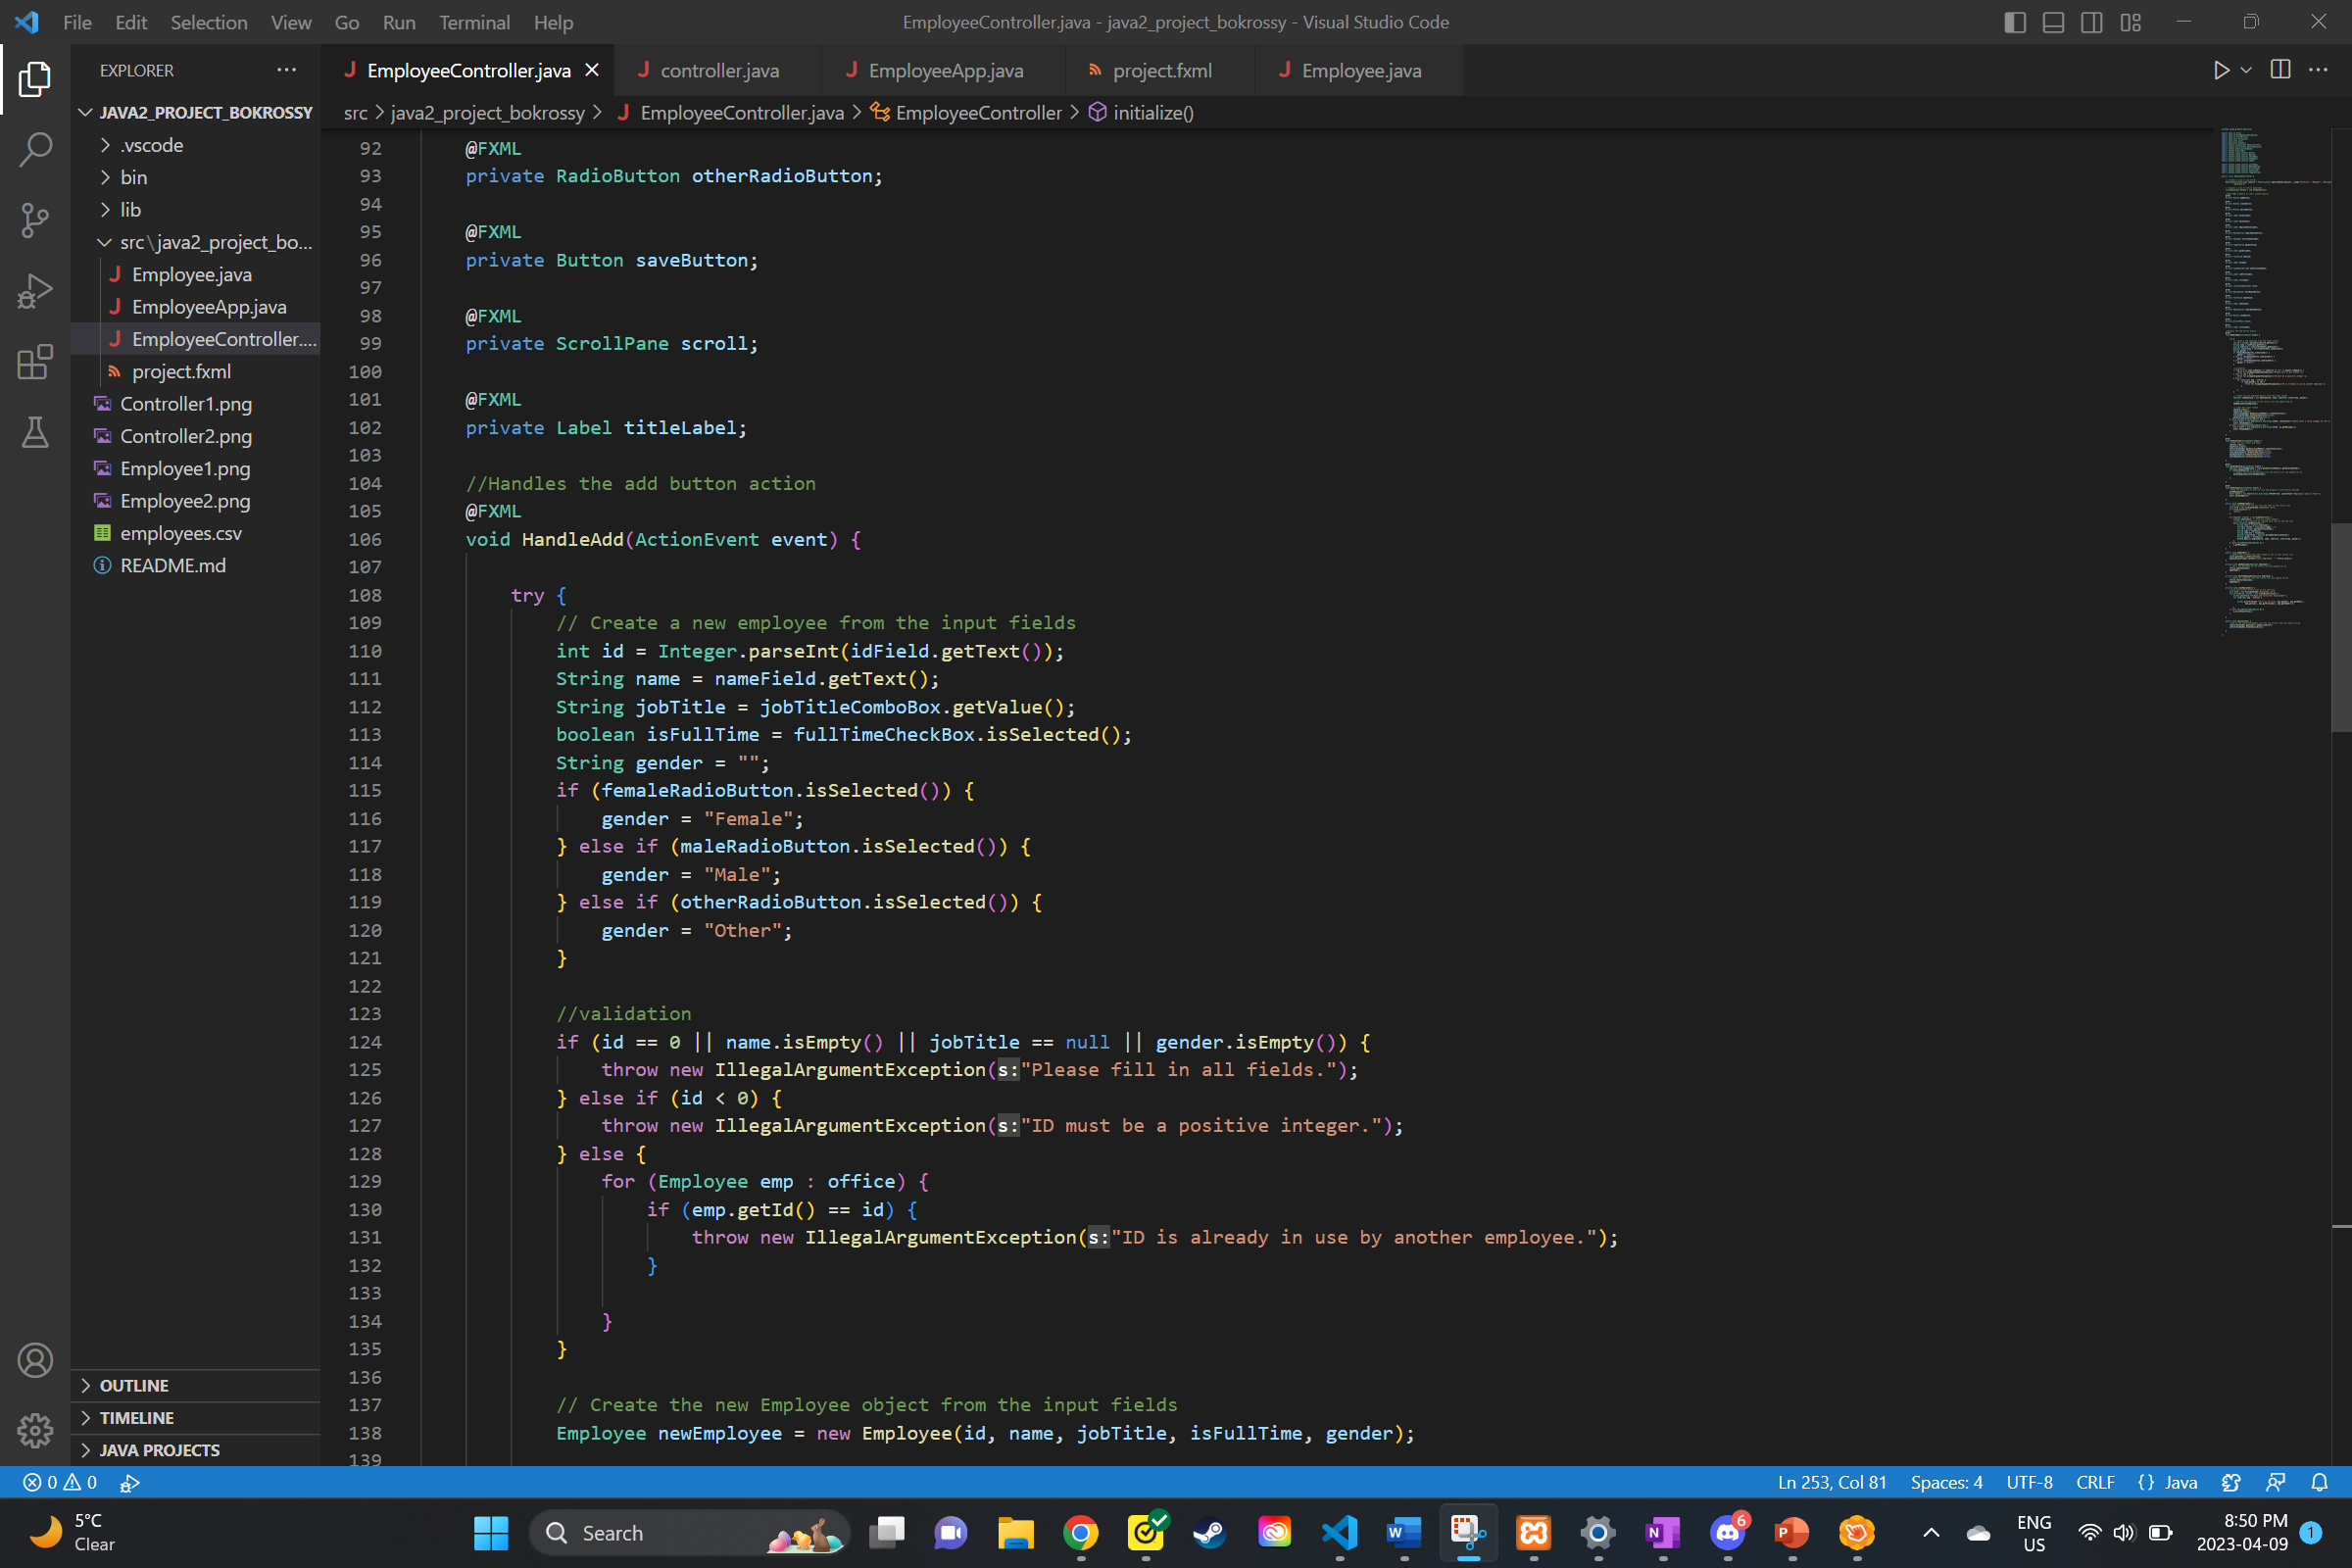 File Edit Selection View Go Run Terminal Help
EmployeeController.java - java2_project_bokrossy - Visual Studio Code
EXPLORER
JAVA2_PROJECT_BOKROSSY
.vscode
bin
lib
src\java2_project_bo...
Employee.java
EmployeeApp.java
EmployeeController....
project.fxml
Controller1.png
Controller2.png
Employee1.png
Employee2.png
employees.csv
README.md
OUTLINE
TIMELINE
JAVA PROJECTS
EmployeeController.java controller.java EmployeeApp.java project.fxml Employee.java
src > java2_project_bokrossy > EmployeeController.java > EmployeeController > initialize()
92 @FXML
93 private RadioButton otherRadioButton;
94
95 @FXML
96 private Button saveButton;
97
98 @FXML
99 private ScrollPane scroll;
100
101 @FXML
102 private Label titleLabel;
103
104 //Handles the add button action
105 @FXML
106 void HandleAdd(ActionEvent event) {
107
108 try {
109 // Create a new employee from the input fields
110 int id = Integer.parseInt(idField.getText());
111 String name = nameField.getText();
112 String jobTitle = jobTitleComboBox.getValue();
113 boolean isFullTime = fullTimeCheckBox.isSelected();
114 String gender = "";
115 if (femaleRadioButton.isSelected()) {
116 gender = "Female";
117 } else if (maleRadioButton.isSelected()) {
118 gender = "Male";
119 } else if (otherRadioButton.isSelected()) {
120 gender = "Other";
121 }
122
123 //validation
124 if (id == 0 || name.isEmpty() || jobTitle == null || gender.isEmpty()) {
125 throw new IllegalArgumentException(s:"Please fill in all fields.");
126 } else if (id < 0) {
127 throw new IllegalArgumentException(s:"ID must be a positive integer.");
128 } else {
129 for (Employee emp : office) {
130 if (emp.getId() == id) {
131 throw new IllegalArgumentException(s:"ID is already in use by another employee.");
132 }
133
134 }
135 }
136
137 // Create the new Employee object from the input fields
138 Employee newEmployee = new Employee(id, name, jobTitle, isFullTime, gender);
139
0 0 Ln 253, Col 81 Spaces: 4 UTF-8 CRLF {} Java
5°C
Clear
Search
6
ENG
US
8:50 PM
2023-04-09
1